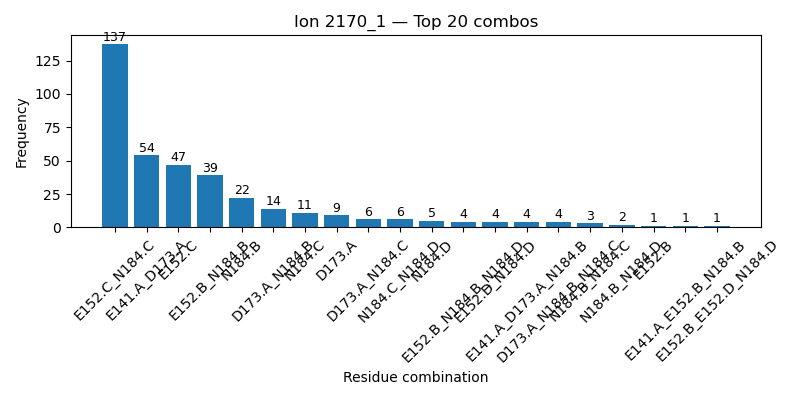 Ion 2170_1 — Top 20 combos
Frequency
125
100
75
50
25
0
137
54
47
39
22
14
11
9
6
6
5
4
4
4
4
3
2
1
1
1
E152.C_N184.C
E141.A_D173.A
E152.C
E152.B_N184.B
N184.B
D173.A_N184.B
N184.C
D173.A
D173.A_N184.C
N184.C_N184.D
N184.D
E152.B_N184.B_N184.D
E152.D_N184.D
E141.A_D173.A_N184.B
D173.A_N184.B_N184.C
N184.B_N184.C
N184.B_N184.D
E152.B
E141.A_E152.B_N184.B
E152.B_E152.D_N184.D
Residue combination